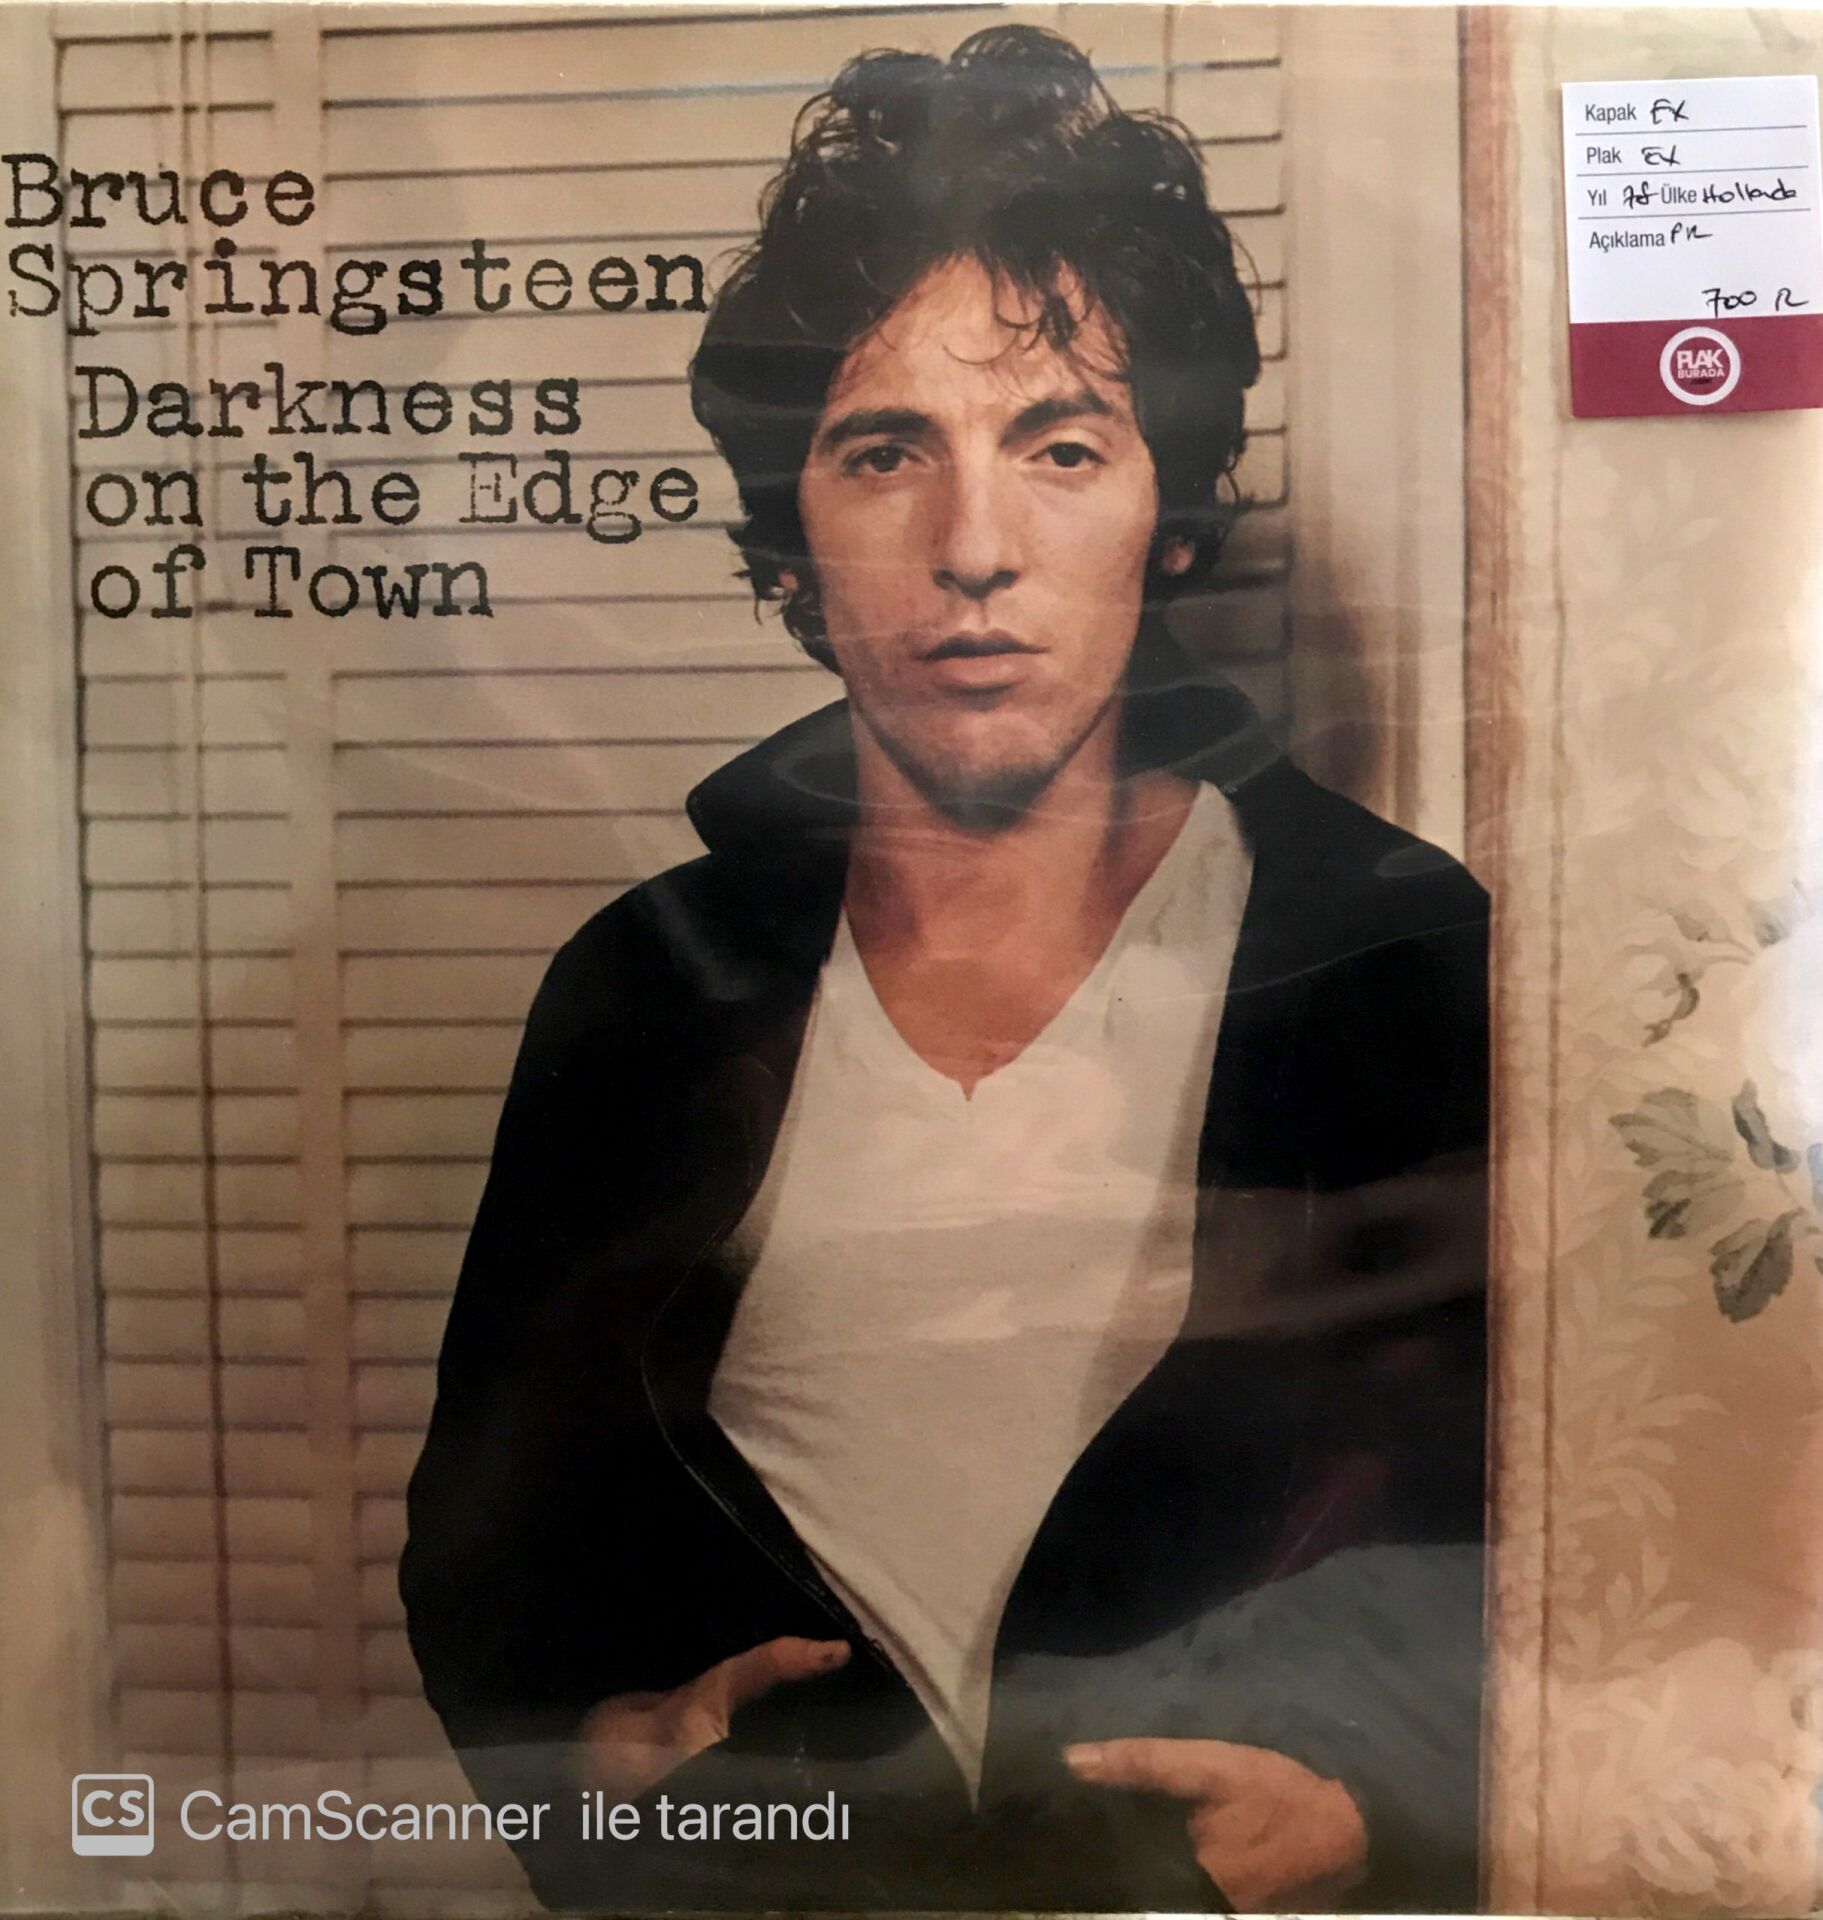 Bruce
Springsteen
Darkness
on the Edge
of Town
Kapak EX
Plak EX
Yıl 78 Ülke Hollanda
Açıklama
700
PLAK
BURADA
CS CamScanner ile tarandı